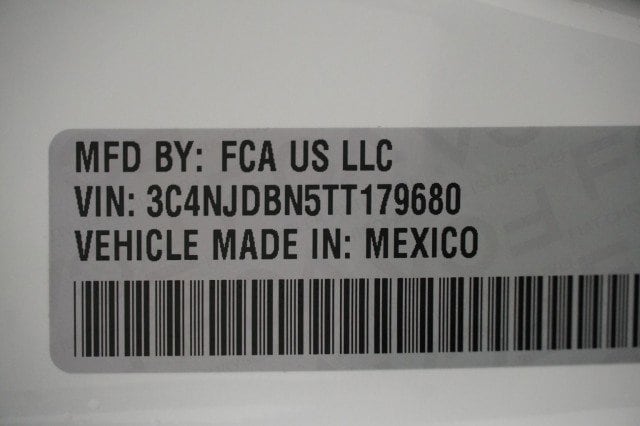 MFD BY: FCA US LLC
VIN: 3C4NJDBN5TT179680
VEHICLE MADE IN: MEXICO